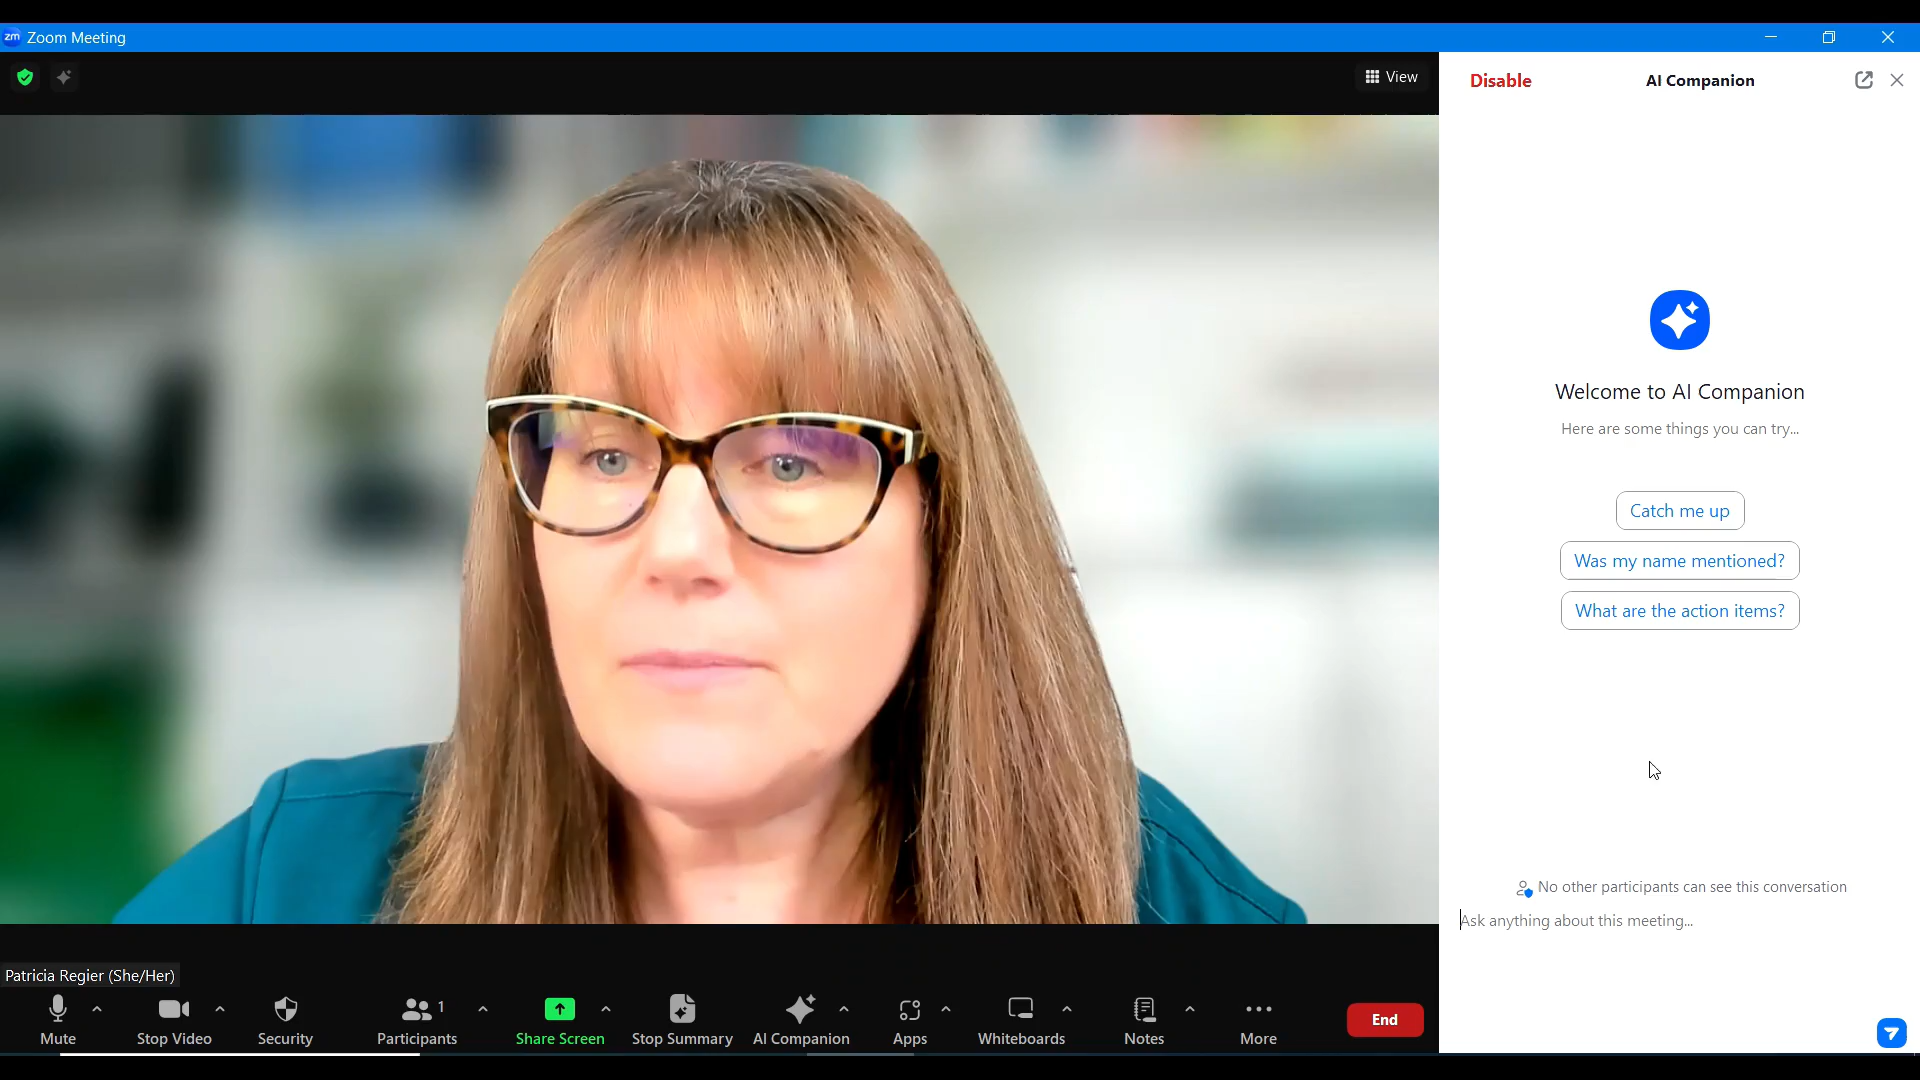 zm Zoom Meeting
View
Disable
AI Companion
Welcome to AI Companion
Here are some things you can try...
Catch me up
Was my name mentioned?
What are the action items?
No other participants can see this conversation
Ask anything about this meeting...
Patricia Regier (She/Her)
1
Mute
Stop Video
Security
Participants
Share Screen
Stop Summary
AI Companion
Apps
Whiteboards
Notes
More
End